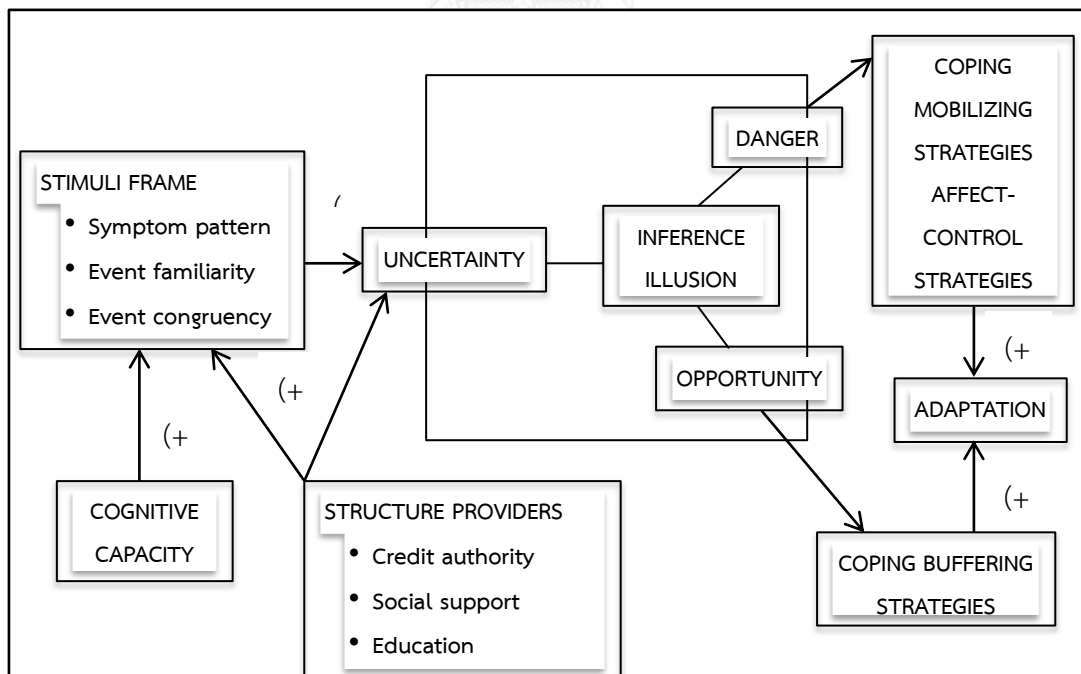 STIMULI FRAME
• Symptom pattern
• Event familiarity
• Event congruency
(
UNCERTAINTY
DANGER
INFERENCE
ILLUSION
OPPORTUNITY
COPING
MOBILIZING
STRATEGIES
AFFECT-
CONTROL
STRATEGIES
(+
ADAPTATION
(+
COPING BUFFERING
STRATEGIES
(+
(+
COGNITIVE
CAPACITY
STRUCTURE PROVIDERS
• Credit authority
• Social support
• Education